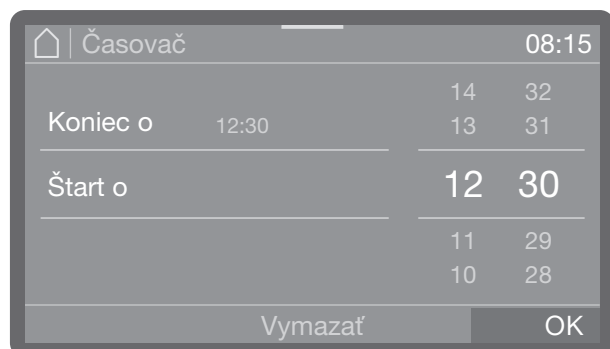 Časovač 08:15
14 32
Koniec o 12:30 13 31
Štart o 12 30
11 29
10 28
Vymazať OK